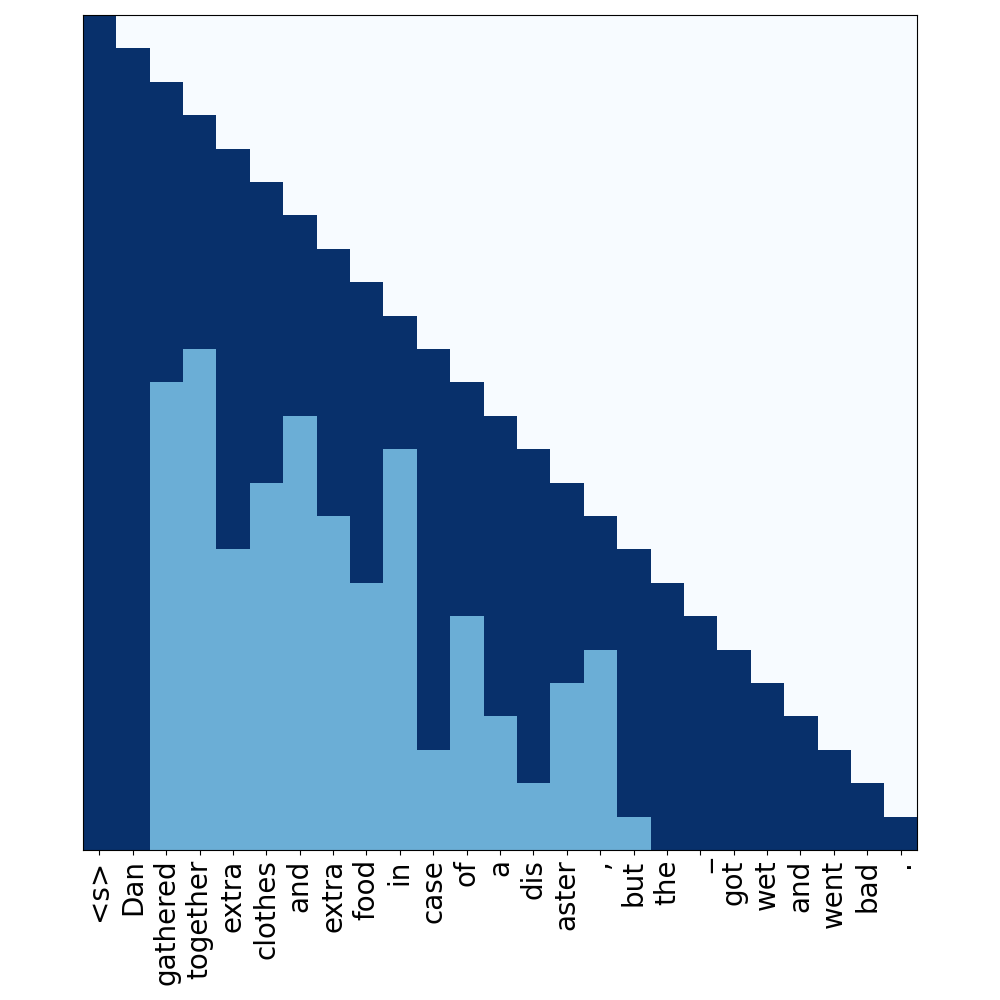 <s>
Dan
gathered
together
extra
clothes
and
extra
food
in
case
of
a
dis
aster
,
but
the
_
got
wet
and
went
bad
.